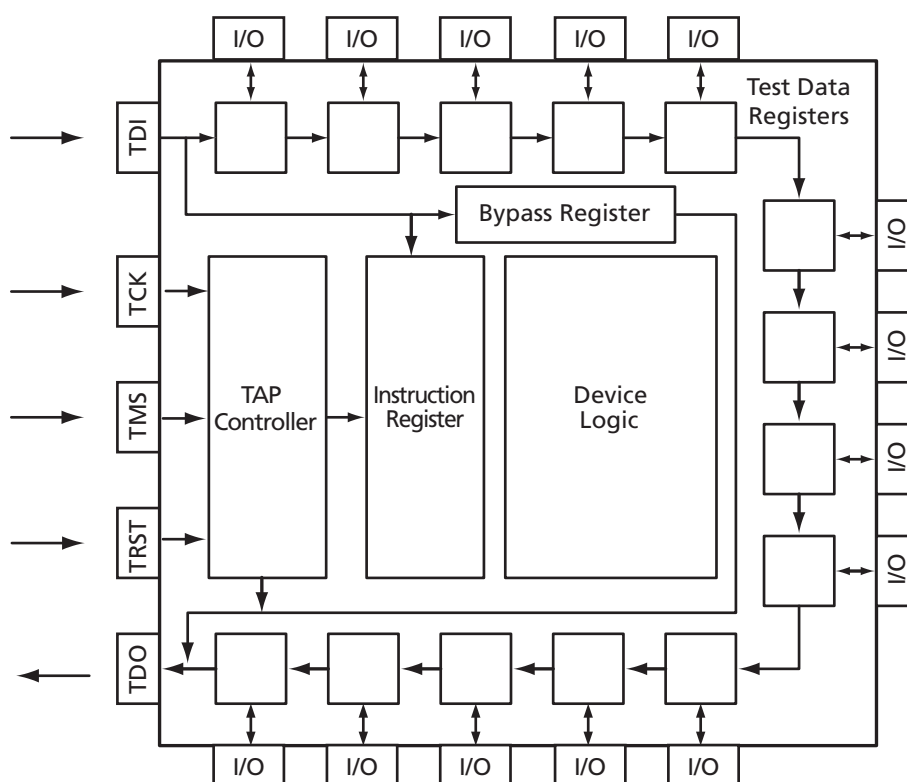 I/O
I/O
I/O
I/O
I/O
Test Data
Registers
TDI
Bypass Register
I/O
TCK
TAP
Controller
Instruction
Register
Device
Logic
I/O
TMS
I/O
TRST
I/O
TDO
I/O
I/O
I/O
I/O
I/O